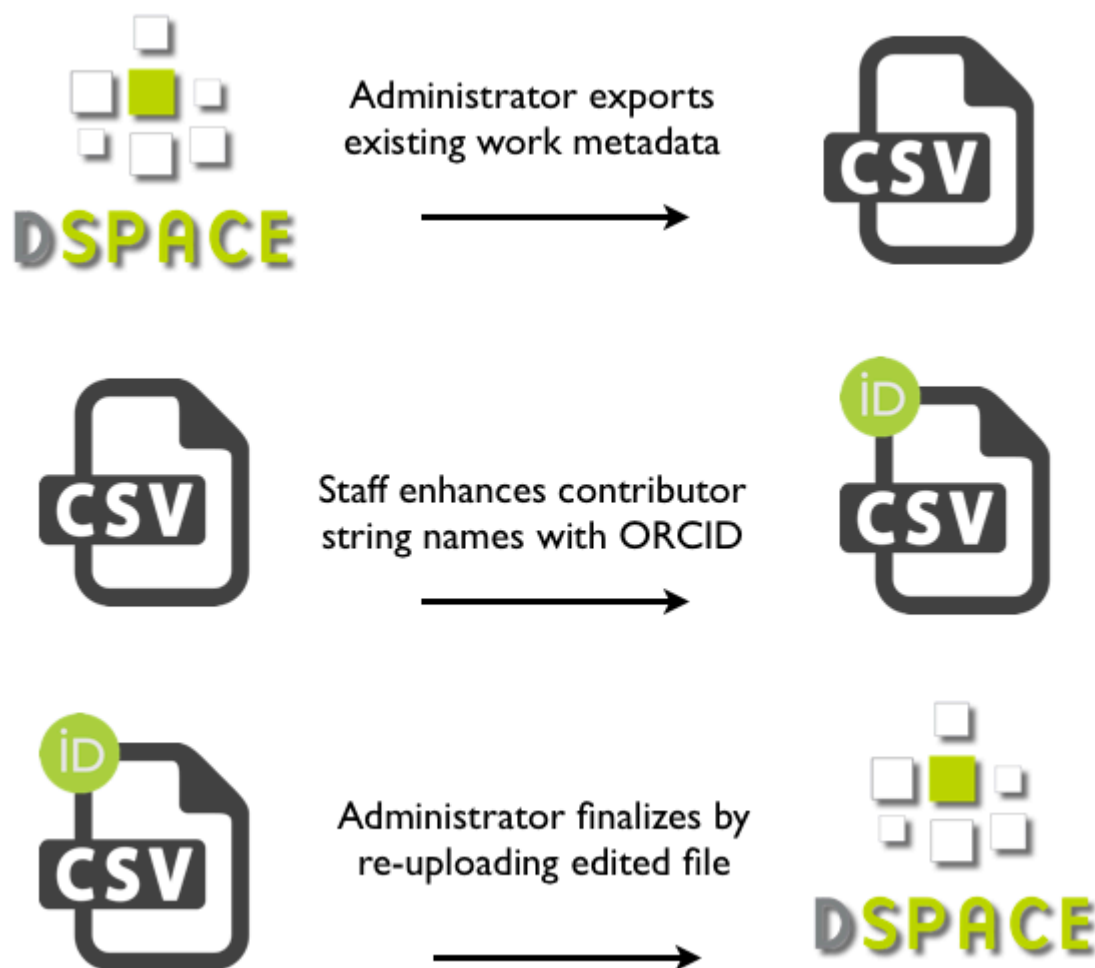 Administrator exports
existing work metadata
DSPACE
CSV
iD
CSV
Staff enhances contributor
string names with ORCID
CSV
iD
CSV
Administrator finalizes by
re-uploading edited file
DSPACE